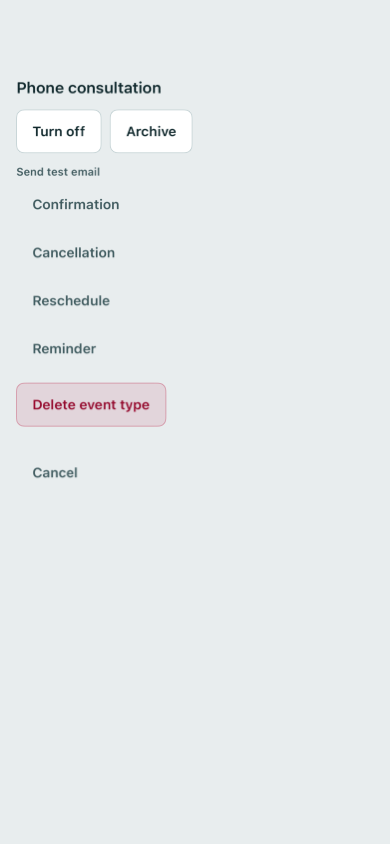 Phone consultation
Turn off Archive
Send test email
Confirmation
Cancellation
Reschedule
Reminder
Delete event type
Cancel